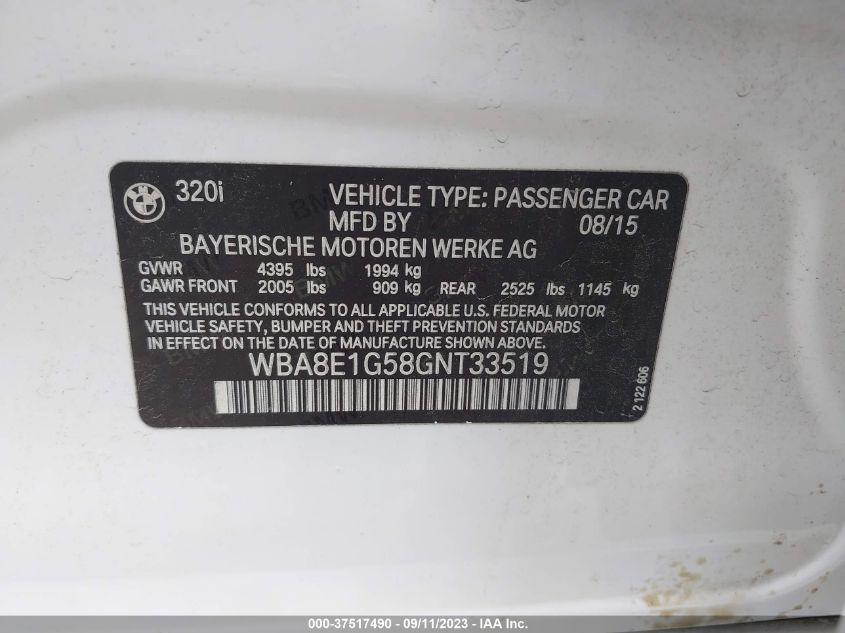 320i VEHICLE TYPE: PASSENGER CAR
MFD BY 08/15
BAYERISCHE MOTOREN WERKE AG
GVWR 4395 lbs 1994 kg
GAWR FRONT 2005 lbs 909 kg REAR 2525 lbs 1145 kg
THIS VEHICLE CONFORMS TO ALL APPLICABLE U.S. FEDERAL MOTOR
VEHICLE SAFETY, BUMPER AND THEFT PREVENTION STANDARDS
IN EFFECT ON THE DATE OF MANUFACTURE SHOWN ABOVE.
WBA8E1G58GNT33519
2 122 606
000-37517490 - 09/11/2023 - IAA Inc.